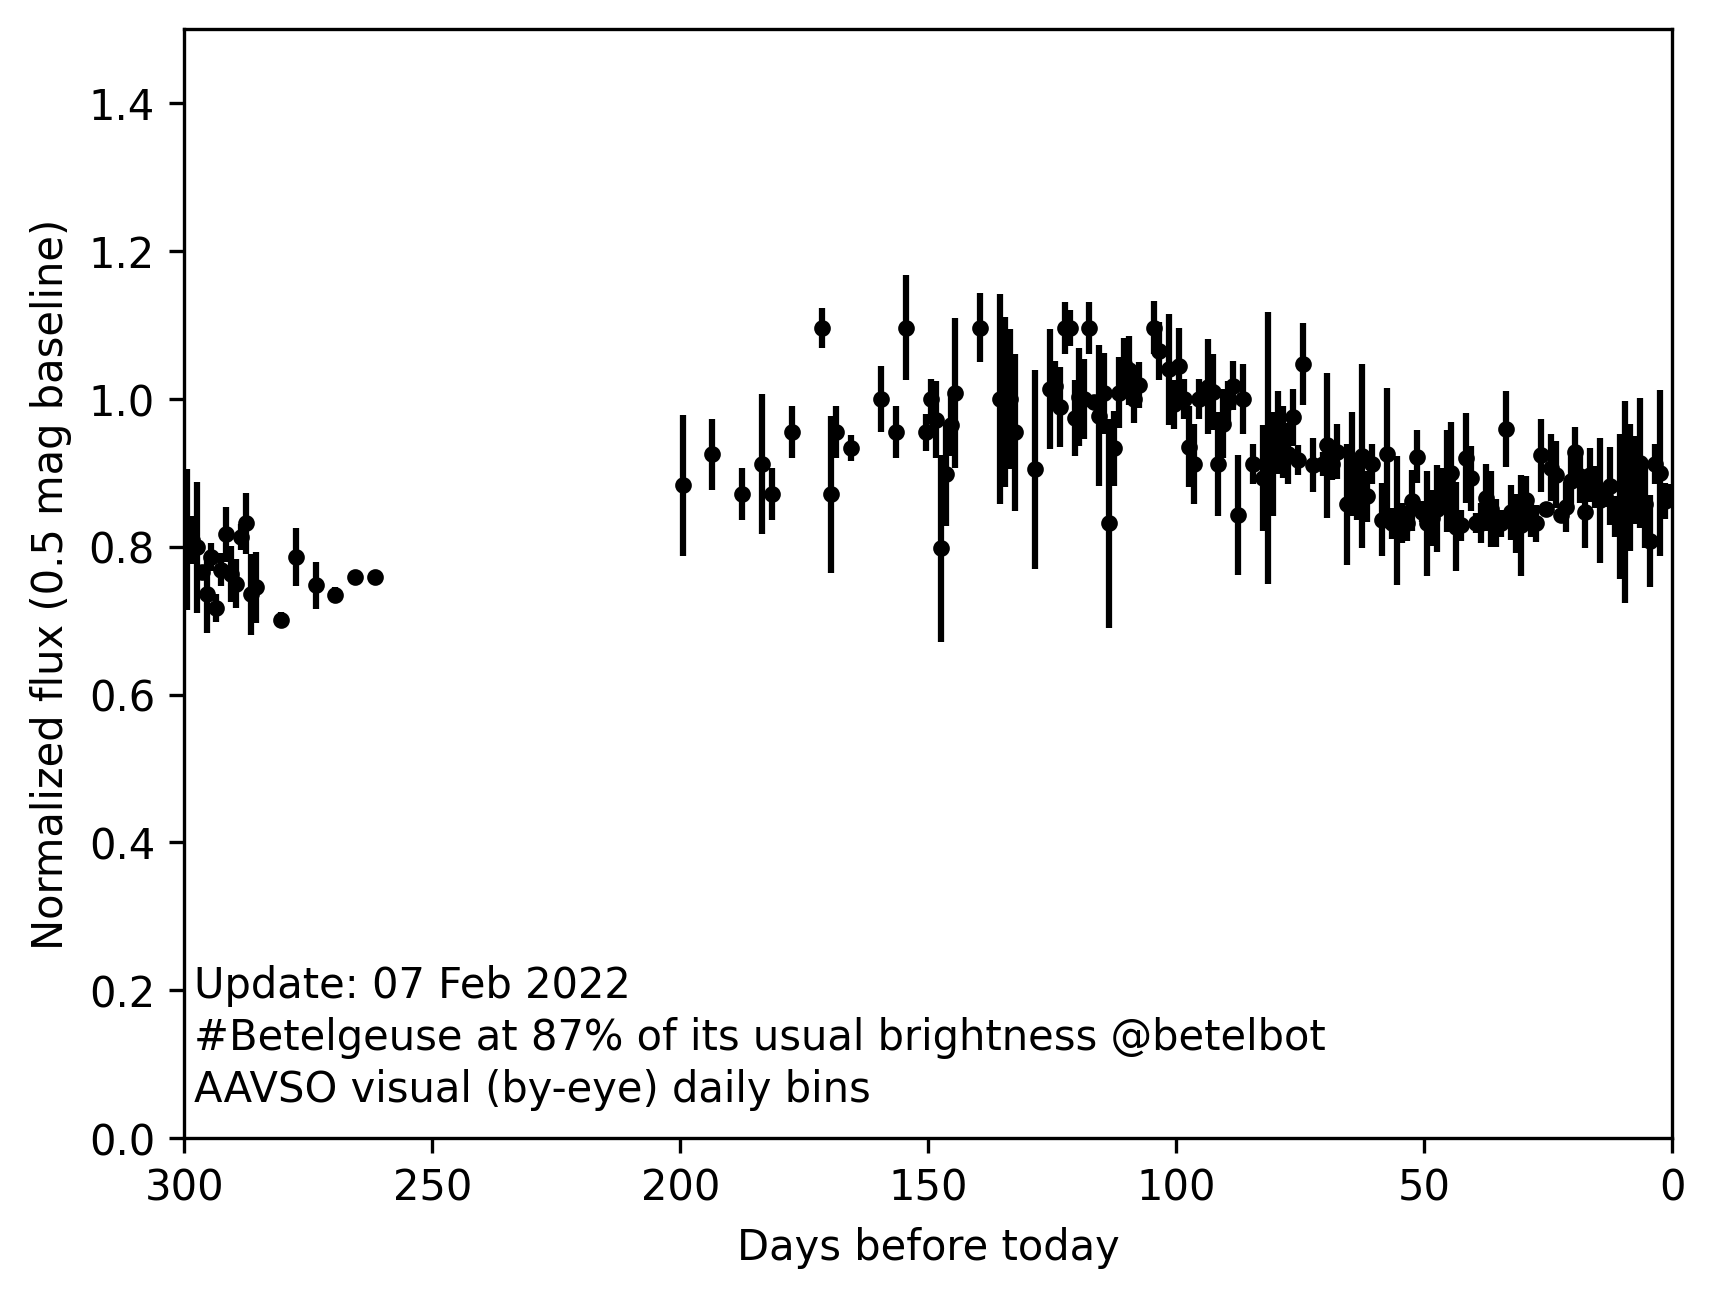 1.4
1.2
1.0
0.8
0.6
0.4
0.2
0.0
Normalized flux (0.5 mag baseline)
Update: 07 Feb 2022
#Betelgeuse at 87% of its usual brightness @betelbot
AAVSO visual (by-eye) daily bins
300 250 200 150 100 50 0
Days before today